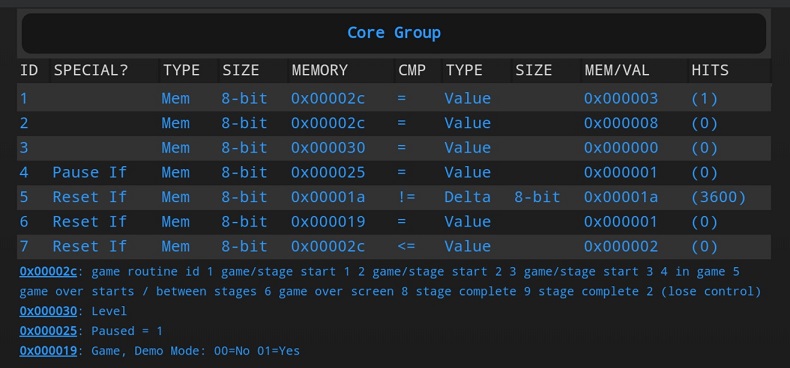 Core Group
ID SPECIAL? TYPE SIZE MEMORY CMP TYPE SIZE MEM/VAL HITS
1 Mem 8-bit 0x00002c = Value 0x000003 (1)
2 Mem 8-bit 0x00002c = Value 0x000008 (0)
3 Mem 8-bit 0x000030 = Value 0x000000 (0)
4 Pause If Mem 8-bit 0x000025 = Value 0x000001 (0)
5 Reset If Mem 8-bit 0x00001a != Delta 8-bit 0x00001a (3600)
6 Reset If Mem 8-bit 0x000019 = Value 0x000001 (0)
7 Reset If Mem 8-bit 0x00002c <= Value 0x000002 (0)
0x00002c: game routine id 1 game/stage start 1 2 game/stage start 2 3 game/stage start 3 4 in game 5
game over starts / between stages 6 game over screen 8 stage complete 9 stage complete 2 (lose control)
0x000030: Level
0x000025: Paused = 1
0x000019: Game, Demo Mode: 00=No 01=Yes